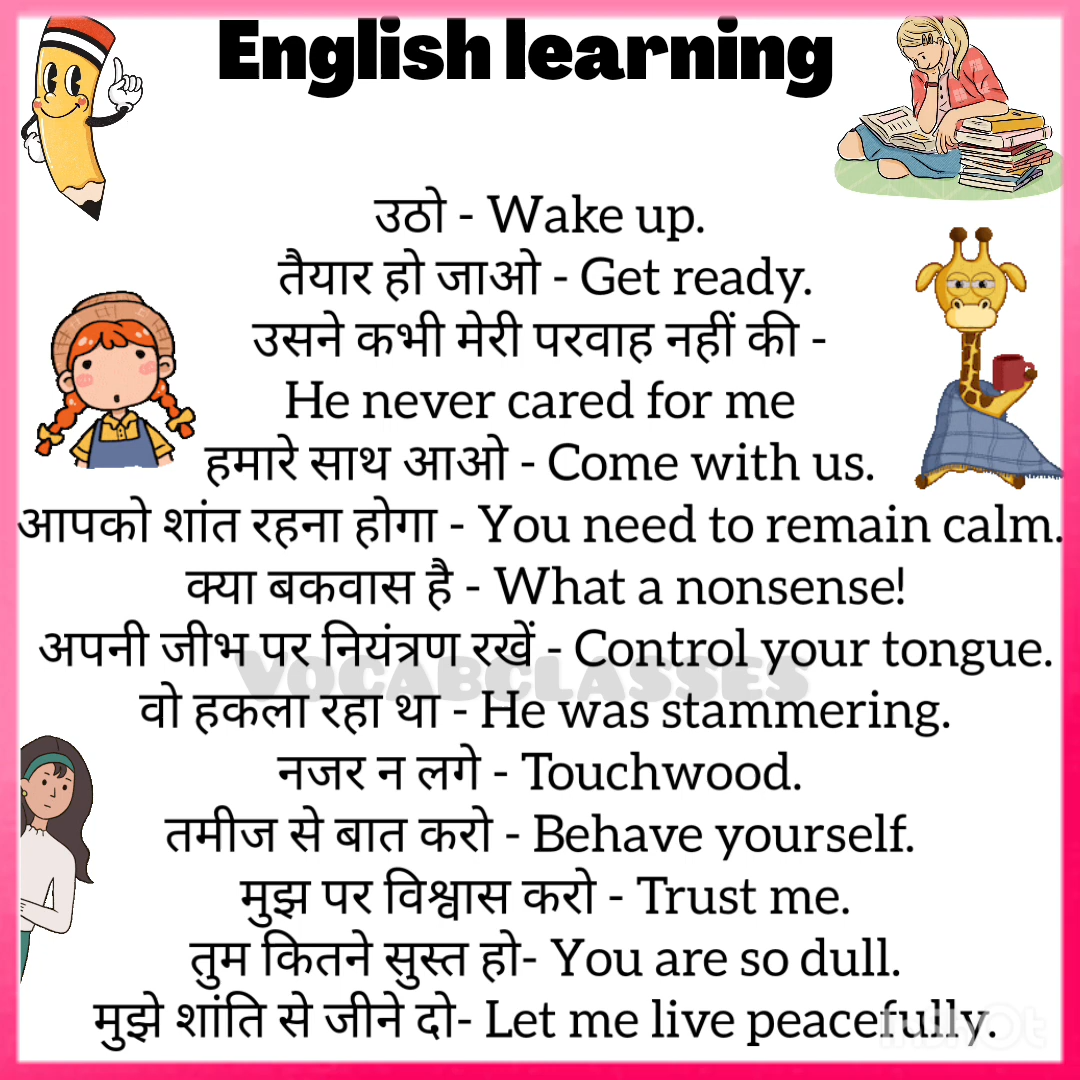 English learning
उठो - Wake up.
तैयार हो जाओ - Get ready.
उसने कभी मेरी परवाह नहीं की -
He never cared for me
हमारे साथ आओ - Come with us.
आपको शांत रहना होगा - You need to remain calm.
क्या बकवास है - What a nonsense!
अपनी जीभ पर नियंत्रण रखें - Control your tongue.
VOCABCLASSES
वो हकला रहा था - He was stammering.
नजर न लगे - Touchwood.
तमीज से बात करो - Behave yourself.
मुझ पर विश्वास करो - Trust me.
तुम कितने सुस्त हो- You are so dull.
मुझे शांति से जीने दो- Let me live peacefully.
InShOt